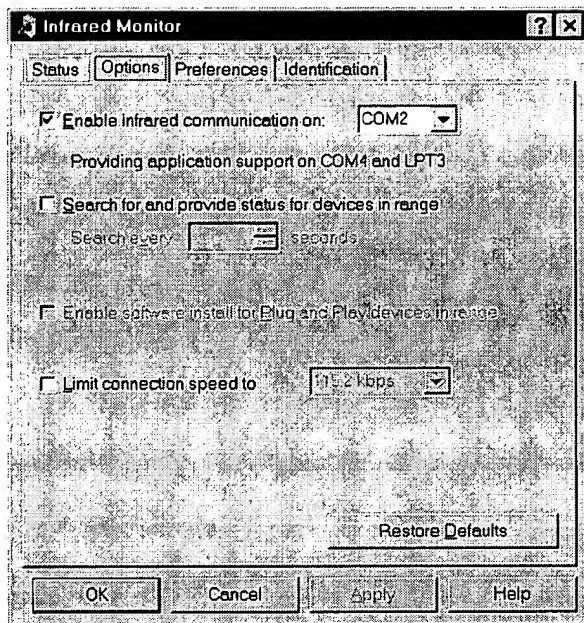 Infrared Monitor
Status Options Preferences Identification
Enable infrared communication on: COM2
Providing application support on COM4 and LPT3
Search for and provide status for devices in range
Search every seconds
Enable software install for Plug and Play devices in range
Limit connection speed to 115.2 kbps
Restore Defaults
OK Cancel Apply Help